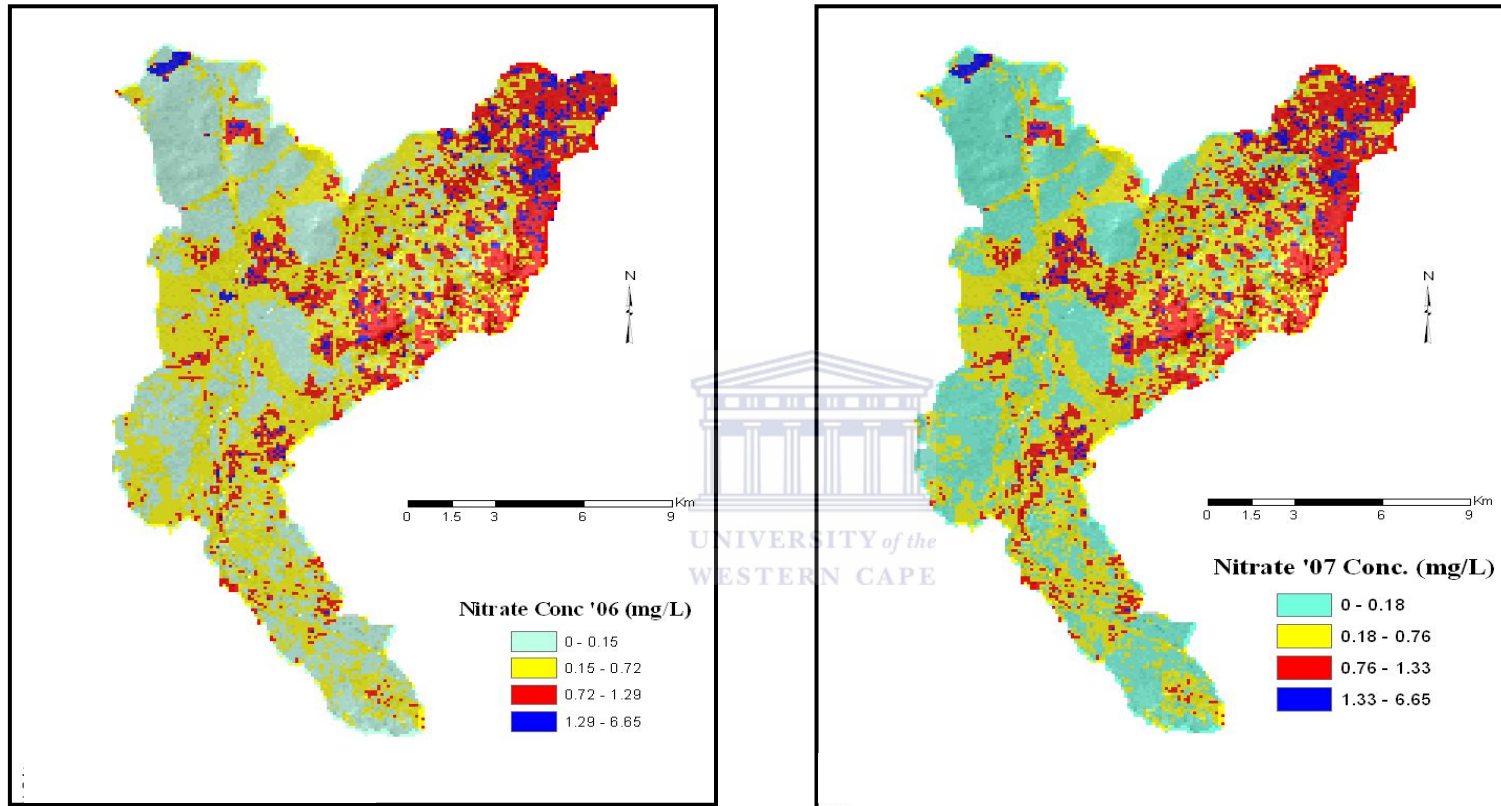 N
Km
0 1.5 3 6 9
Nitrate Conc '06 (mg/L)
0 - 0.15
0.15 - 0.72
0.72 - 1.29
1.29 - 6.65
UNIVERSITY of the
WESTERN CAPE
N
Km
0 1.5 3 6 9
Nitrate '07 Conc. (mg/L)
0 - 0.18
0.18 - 0.76
0.76 - 1.33
1.33 - 6.65